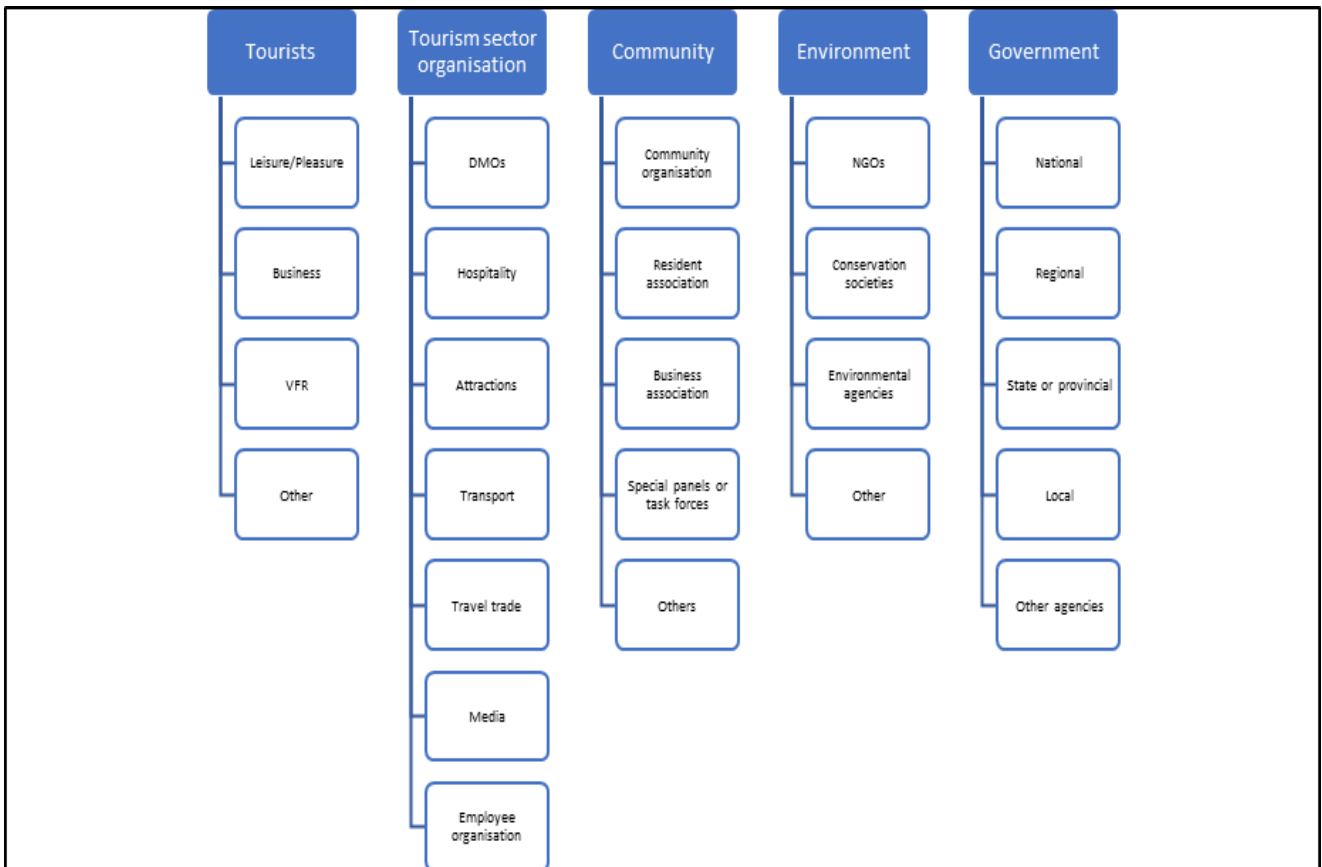 Tourists
Leisure/Pleasure
Business
VFR
Other
Tourism sector
organisation
DMOs
Hospitality
Attractions
Transport
Travel trade
Media
Employee
organisation
Community
Community
organisation
Resident
association
Business
association
Special panels or
task forces
Others
Environment
NGOs
Conservation
societies
Environmental
agencies
Other
Government
National
Regional
State or provincial
Local
Other agencies